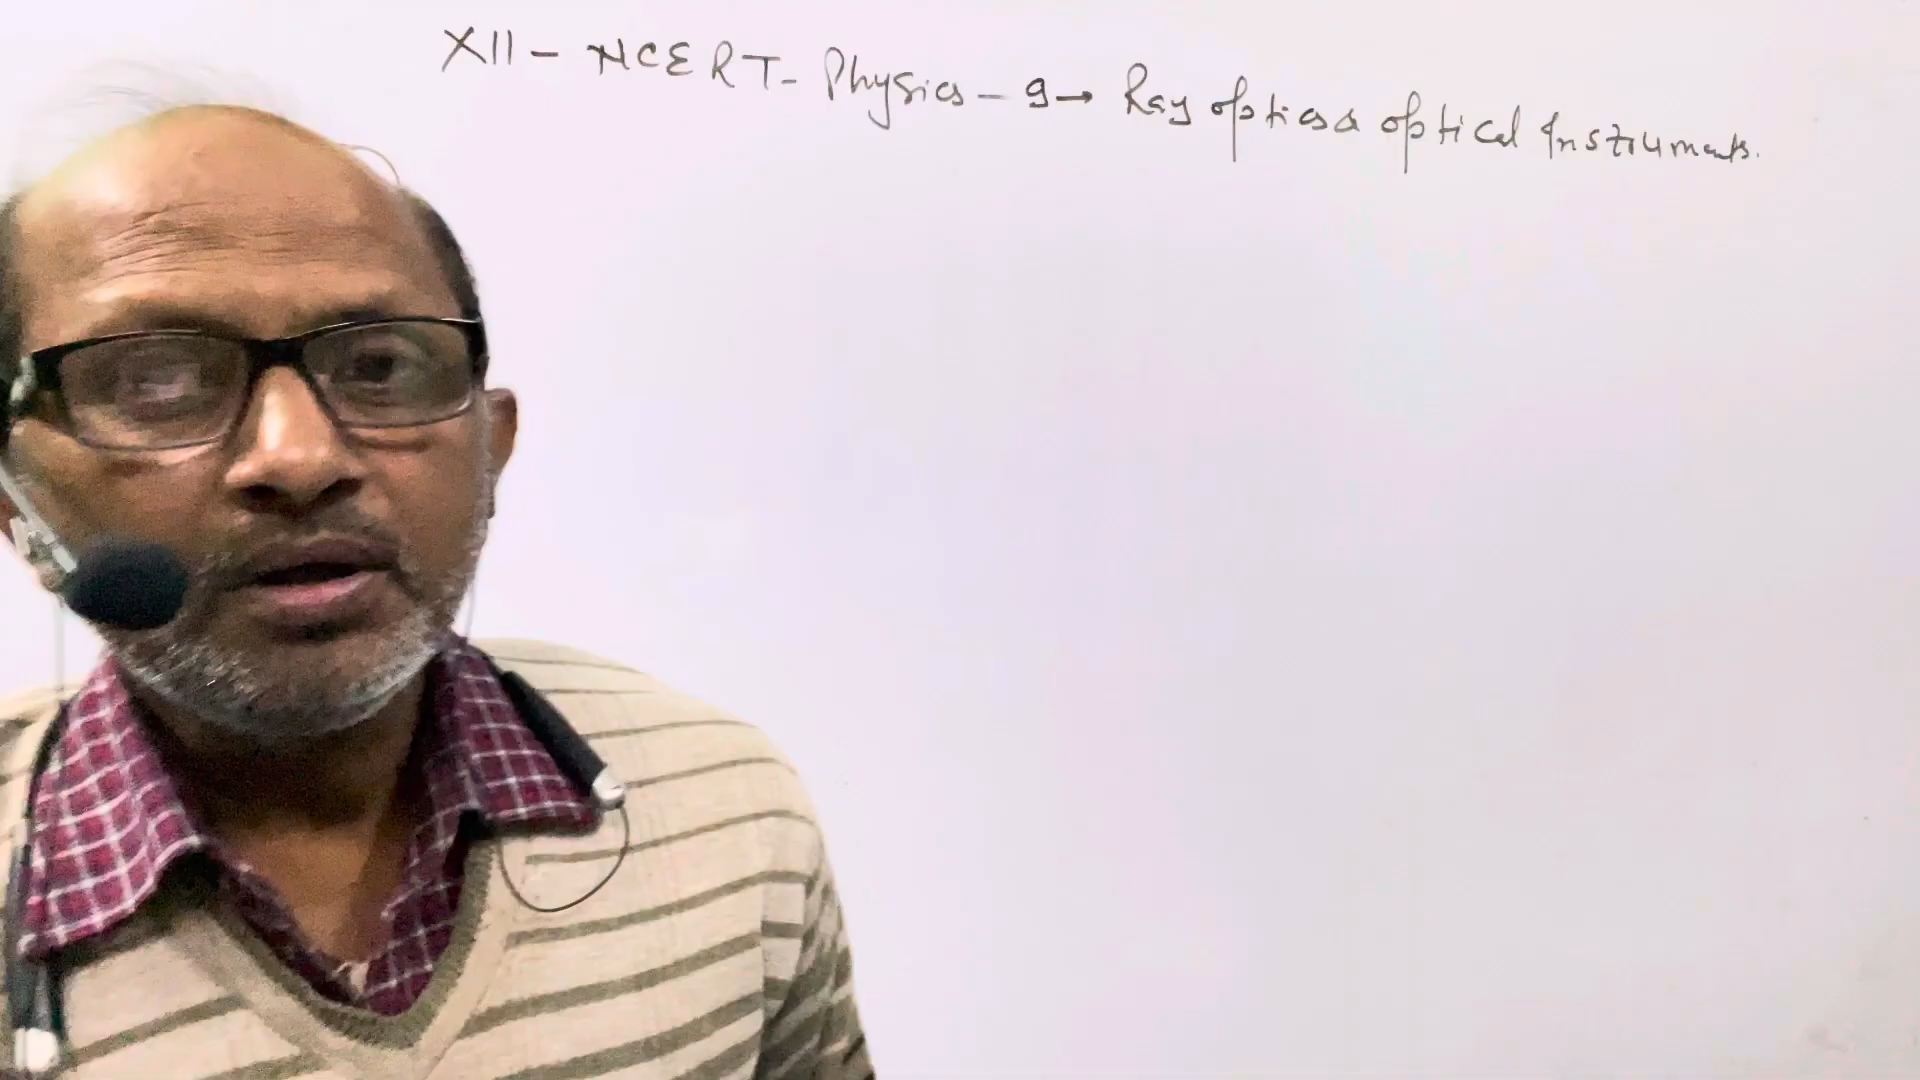 XII - NCERT - Physics - 9 → Ray optics & optical Instruments.